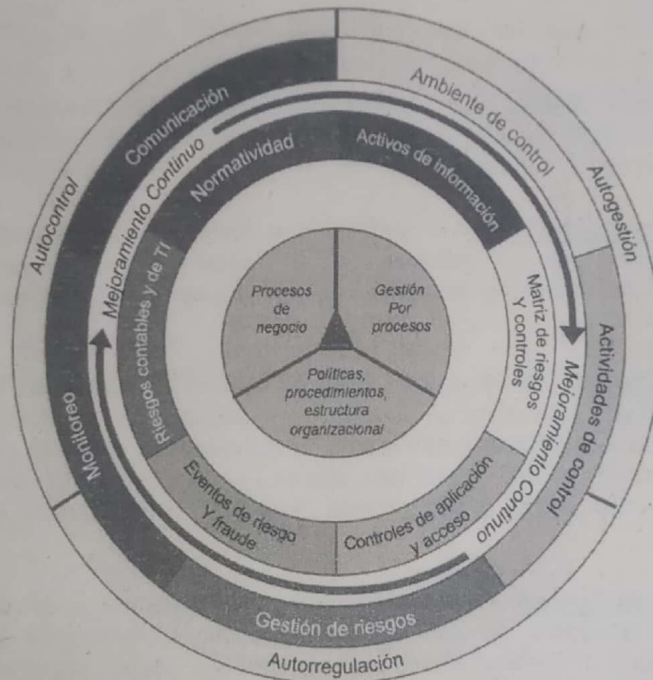 Autocontrol
Autogestión
Autorregulación
Comunicación
Ambiente de control
Actividades de control
Gestión de riesgos
Monitoreo
Mejoramiento Continuo
Mejoramiento Continuo
Normatividad
Activos de información
Matriz de riesgos
Y controles
Controles de aplicación
y acceso
Eventos de riesgo
Y fraude
Riesgos contables y de TI
Procesos
de
negocio
Gestión
Por
procesos
Políticas,
procedimientos,
estructura
organizacional